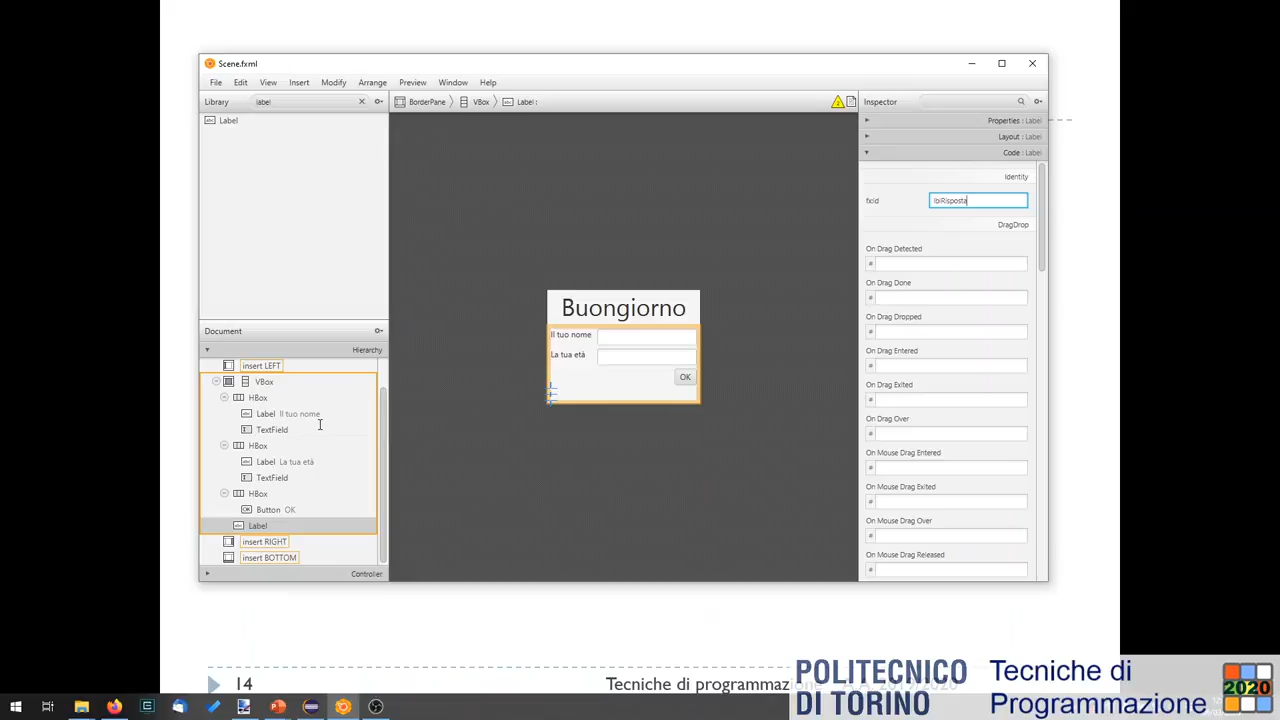 Scene.fxml
File Edit View Insert Modify Arrange Preview Window Help
Library label
BorderPane VBox Label :
Inspector
Label
Properties : Label
Layout : Label
Code : Label
Identity
fx:id lblRisposta
DragDrop
On Drag Detected
#
On Drag Done
#
On Drag Dropped
#
On Drag Entered
#
On Drag Exited
#
On Drag Over
#
On Mouse Drag Entered
#
On Mouse Drag Exited
#
On Mouse Drag Over
#
On Mouse Drag Released
#
Buongiorno
Il tuo nome
La tua età
OK
Document
Hierarchy
insert LEFT
VBox
HBox
Label Il tuo nome
TextField
HBox
Label La tua età
TextField
HBox
Button OK
Label
insert RIGHT
insert BOTTOM
Controller
14
Tecniche di programmazione A.A. 2019/2020
POLITECNICO
DI TORINO
Tecniche di
Programmazione
2020